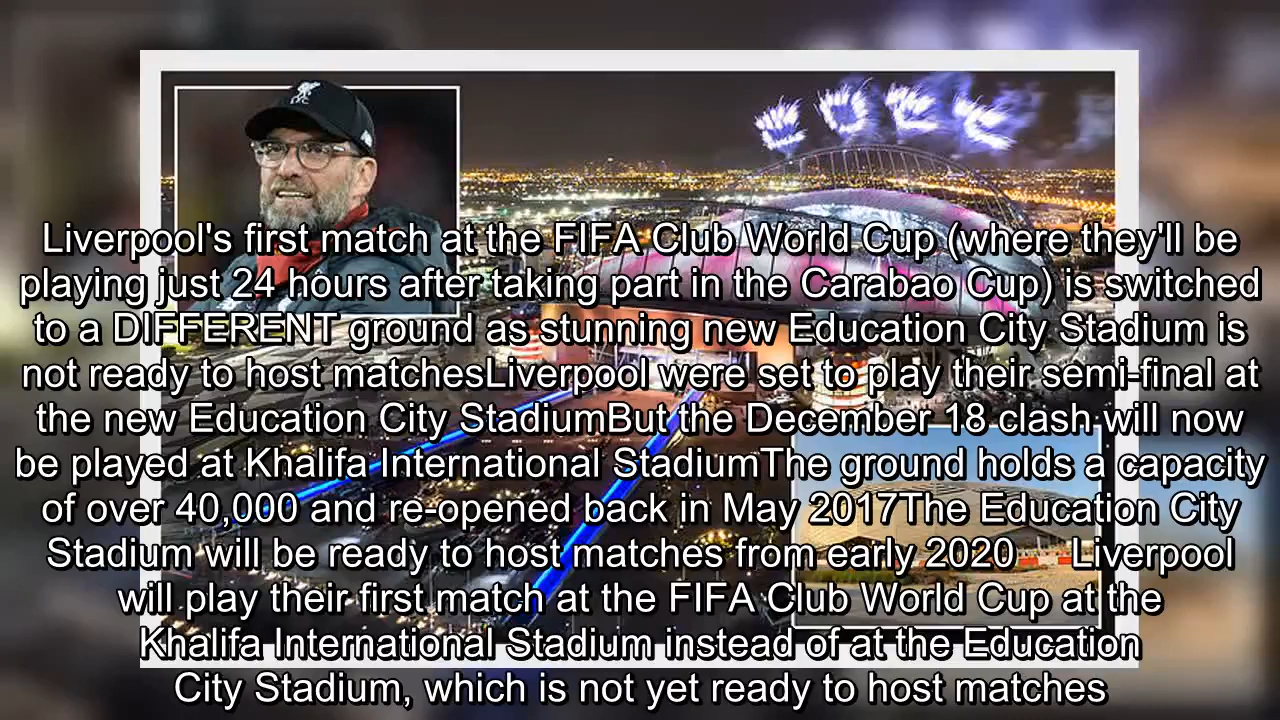 LFC
Liverpool's first match at the FIFA Club World Cup (where they'll be
playing just 24 hours after taking part in the Carabao Cup) is switched
to a DIFFERENT ground as stunning new Education City Stadium is
not ready to host matchesLiverpool were set to play their semi-final at
the new Education City StadiumBut the December 18 clash will now
be played at Khalifa International StadiumThe ground holds a capacity
of over 40,000 and re-opened back in May 2017The Education City
Stadium will be ready to host matches from early 2020 Liverpool
will play their first match at the FIFA Club World Cup at the
Khalifa International Stadium instead of at the Education
City Stadium, which is not yet ready to host matches